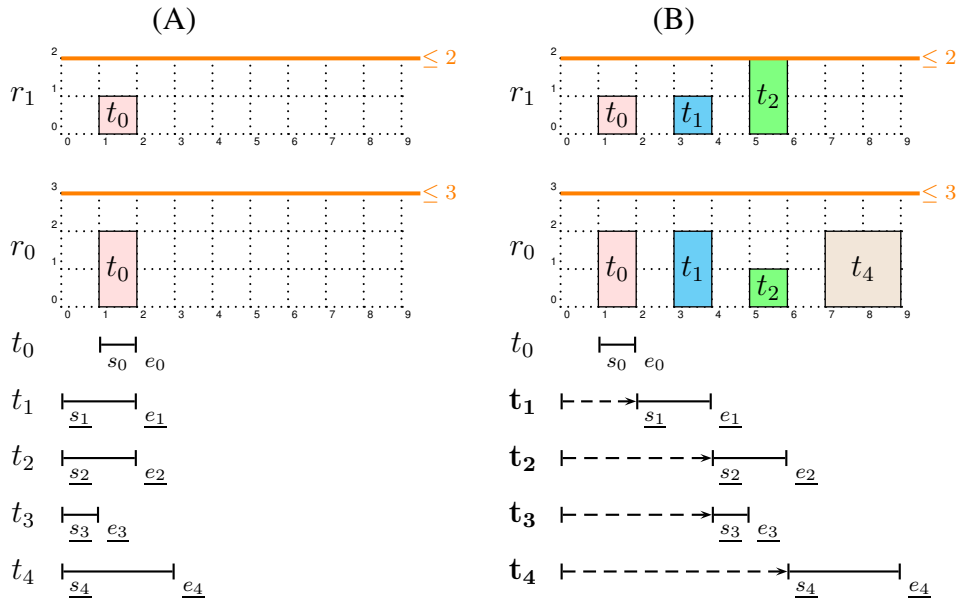 (A)
2
≤ 2
r₁
1
t₀
0
0 1 2 3 4 5 6 7 8 9
3
≤ 3
2
r₀
t₀
1
0
0 1 2 3 4 5 6 7 8 9
t₀
s₀ e₀
t₁
s₁ e₁
t₂
s₂ e₂
t₃
s₃ e₃
t₄
s₄ e₄
(B)
2
≤ 2
t₂
r₁
1
t₀ t₁
0
0 1 2 3 4 5 6 7 8 9
3
≤ 3
2
r₀
t₀ t₁ t₂ t₄
1
0
0 1 2 3 4 5 6 7 8 9
t₀
s₀ e₀
t₁
s₁ e₁
t₂
s₂ e₂
t₃
s₃ e₃
t₄
s₄ e₄